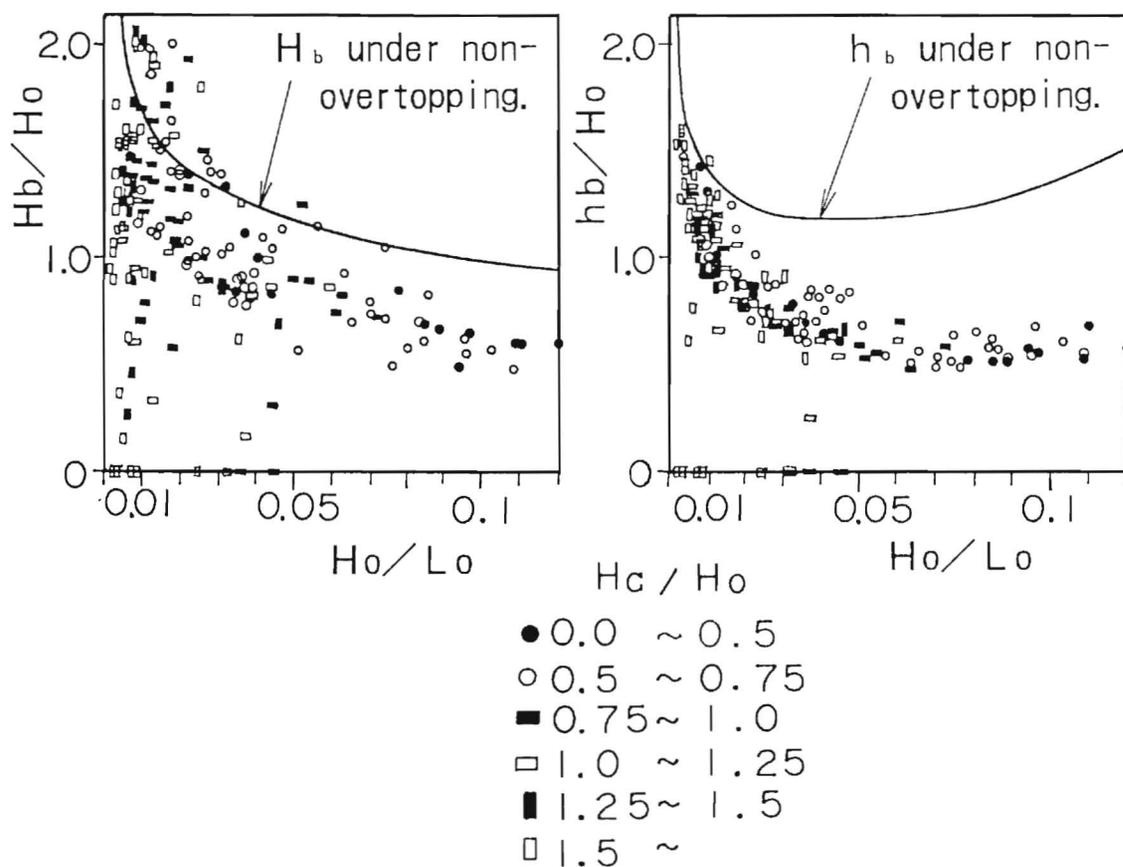 Hb/Ho
2.0
1.0
0
Hb under non-
overtopping.
0.01
0.05
0.1
Ho/Lo
hb/Ho
2.0
1.0
0
hb under non-
overtopping.
0.01
0.05
0.1
Ho/Lo
Hc / Ho
0.0 ~ 0.5
0.5 ~ 0.75
0.75~ 1.0
1.0 ~ 1.25
1.25~ 1.5
1.5 ~